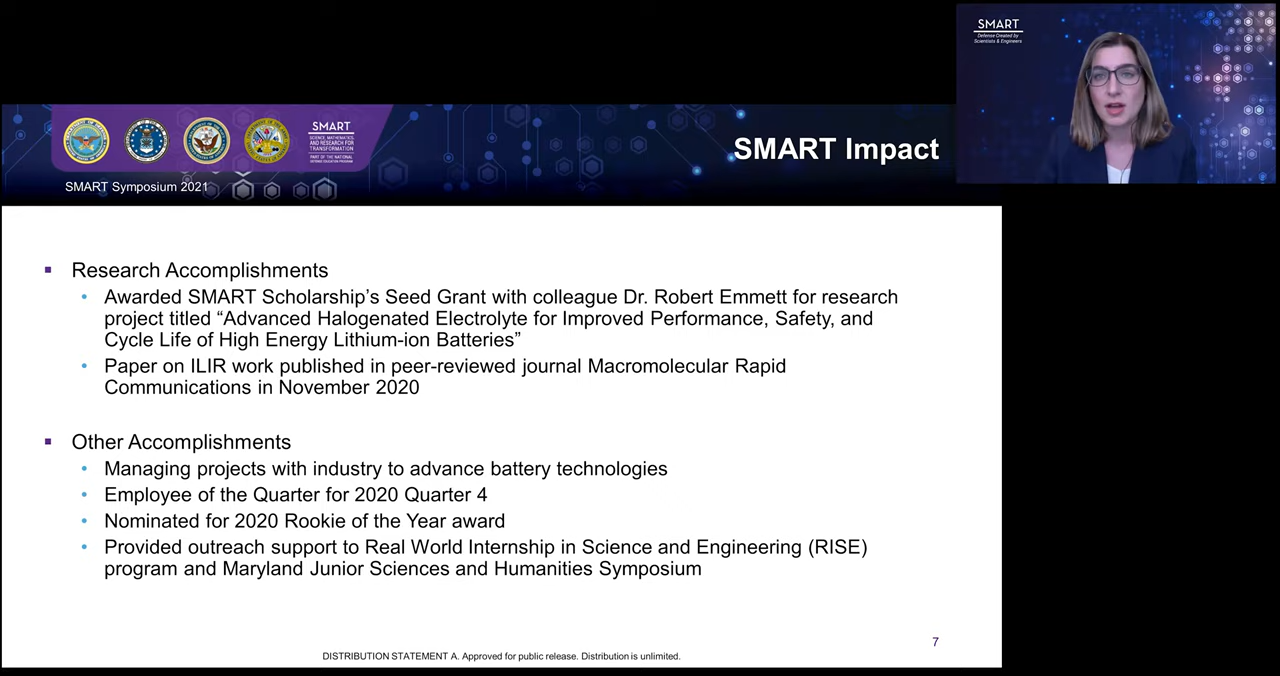 SMART
Defense Created by
Scientists & Engineers
SMART
SCIENCE, MATHEMATICS,
AND RESEARCH FOR
TRANSFORMATION
PART OF THE NATIONAL
DEFENSE EDUCATION PROGRAM
SMART Impact
SMART Symposium 2021
▪ Research Accomplishments
• Awarded SMART Scholarship’s Seed Grant with colleague Dr. Robert Emmett for research
project titled “Advanced Halogenated Electrolyte for Improved Performance, Safety, and
Cycle Life of High Energy Lithium-ion Batteries”
• Paper on ILIR work published in peer-reviewed journal Macromolecular Rapid
Communications in November 2020
▪ Other Accomplishments
• Managing projects with industry to advance battery technologies
• Employee of the Quarter for 2020 Quarter 4
• Nominated for 2020 Rookie of the Year award
• Provided outreach support to Real World Internship in Science and Engineering (RISE)
program and Maryland Junior Sciences and Humanities Symposium
7
DISTRIBUTION STATEMENT A. Approved for public release. Distribution is unlimited.